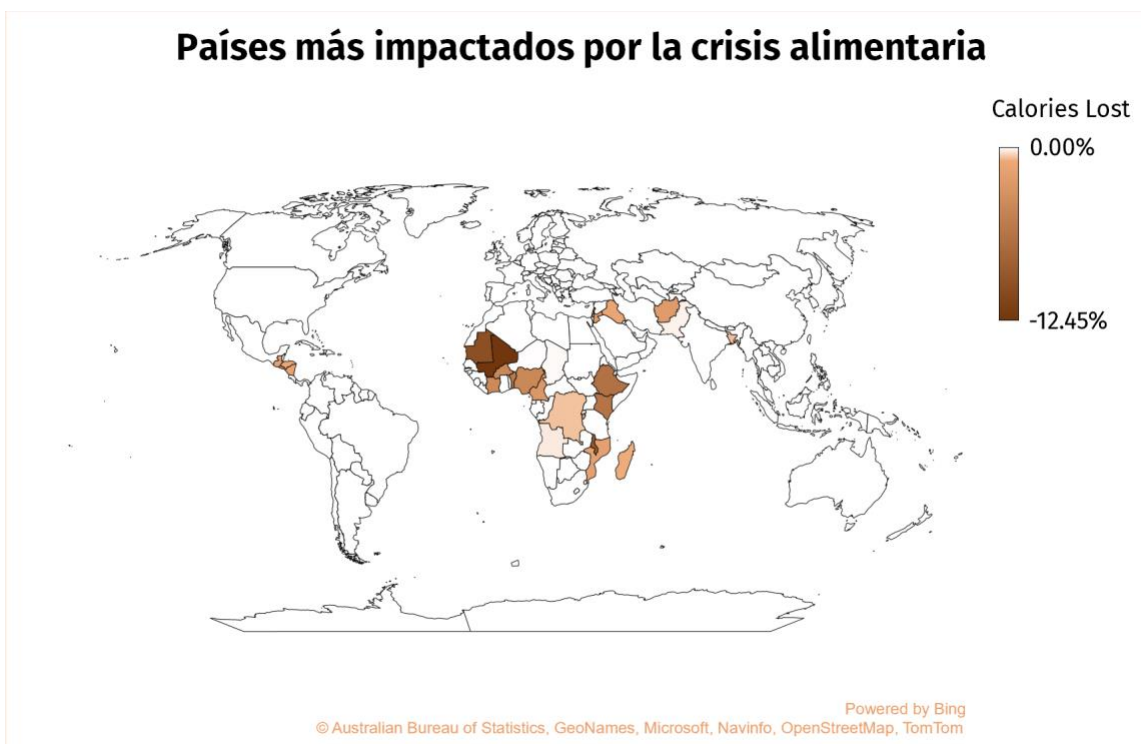 Países más impactados por la crisis alimentaria
Calories Lost
0.00%
-12.45%
Powered by Bing
© Australian Bureau of Statistics, GeoNames, Microsoft, Navinfo, OpenStreetMap, TomTom